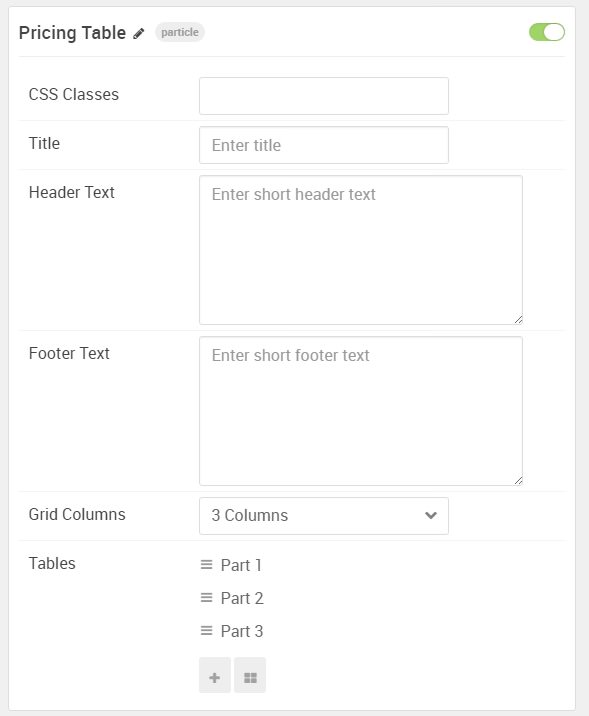 Pricing Table particle
CSS Classes
Title Enter title
Header Text Enter short header text
Footer Text Enter short footer text
Grid Columns 3 Columns
Tables Part 1
Part 2
Part 3